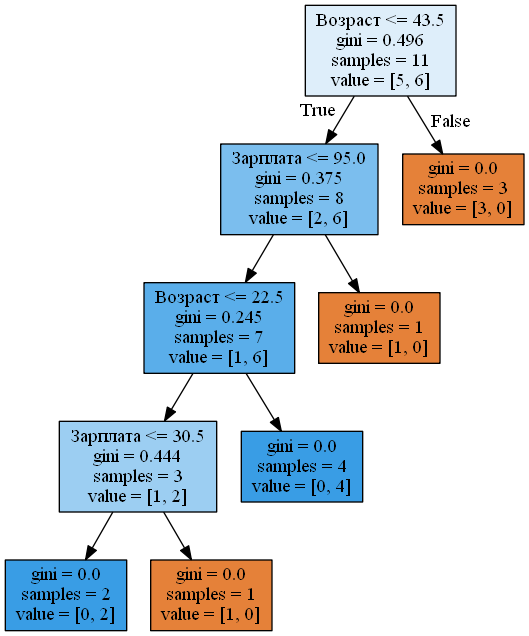 Возраст <= 43.5
gini = 0.496
samples = 11
value = [5, 6]
True
False
Зарплата <= 95.0
gini = 0.375
samples = 8
value = [2, 6]
gini = 0.0
samples = 3
value = [3, 0]
Возраст <= 22.5
gini = 0.245
samples = 7
value = [1, 6]
gini = 0.0
samples = 1
value = [1, 0]
Зарплата <= 30.5
gini = 0.444
samples = 3
value = [1, 2]
gini = 0.0
samples = 4
value = [0, 4]
gini = 0.0
samples = 2
value = [0, 2]
gini = 0.0
samples = 1
value = [1, 0]